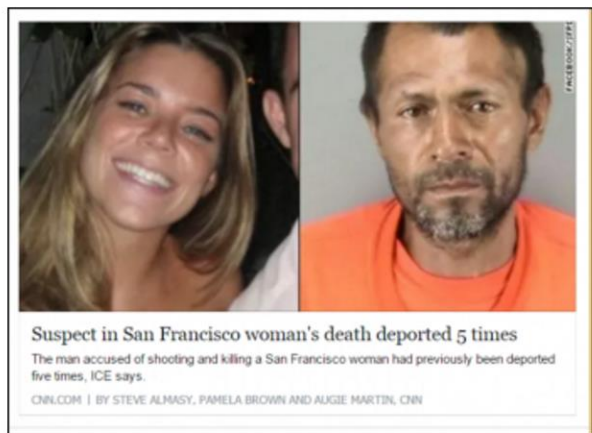 FACEBOOK/SFPD
Suspect in San Francisco woman's death deported 5 times
The man accused of shooting and killing a San Francisco woman had previously been deported
five times, ICE says.
CNN.COM | BY STEVE ALMASY, PAMELA BROWN AND AUGIE MARTIN, CNN